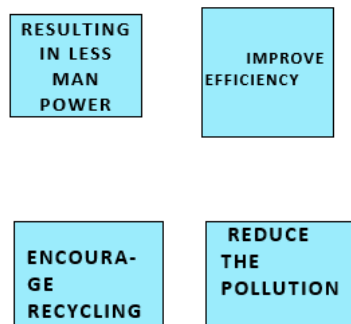 RESULTING
IN LESS
MAN
POWER
IMPROVE
EFFICIENCY
ENCOURA-
GE
RECYCLING
REDUCE
THE
POLLUTION